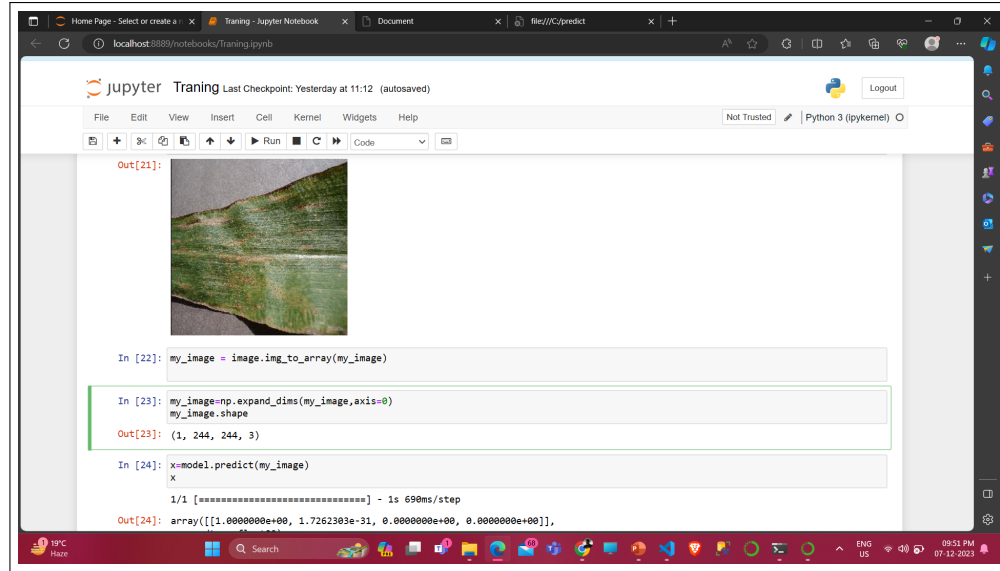 Home Page - Select or create a n
Traning - Jupyter Notebook
Document
file:///C:/predict
localhost:8889/notebooks/Traning.ipynb
jupyter Traning Last Checkpoint: Yesterday at 11:12 (autosaved)
Logout
File Edit View Insert Cell Kernel Widgets Help
Not Trusted
Python 3 (ipykernel)
Run
Code
Out[21]:
In [22]: my_image = image.img_to_array(my_image)
In [23]: my_image=np.expand_dims(my_image,axis=0)
my_image.shape
Out[23]: (1, 244, 244, 3)
In [24]: x=model.predict(my_image)
x
1/1 [==============================] - 1s 690ms/step
Out[24]: array([[1.0000000e+00, 1.7262303e-31, 0.0000000e+00, 0.0000000e+00]],
19°C
Haze
Search
ENG
US
09:51 PM
07-12-2023